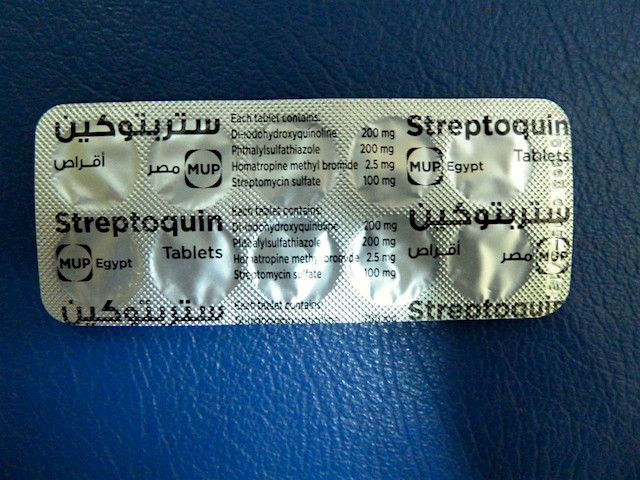 ستربتوكين
أقراص
مصر MUP
Each tablet contains:
Di-iodohydroxyquinoline 200 mg
Phthalylsulfathiazole 200 mg
Homatropine methyl bromide 2.5 mg
Streptomycin sulfate 100 mg
Streptoquin
MUP Egypt
Tablets
Streptoquin
MUP Egypt
Tablets
Each tablet contains:
Di-iodohydroxyquinoline 200 mg
Phthalylsulfathiazole 200 mg
Homatropine methyl bromide 2.5 mg
Streptomycin sulfate 100 mg
ستربتوكين
أقراص
مصر MUP
ستربتوكين
Each tablet contains
Streptoquin